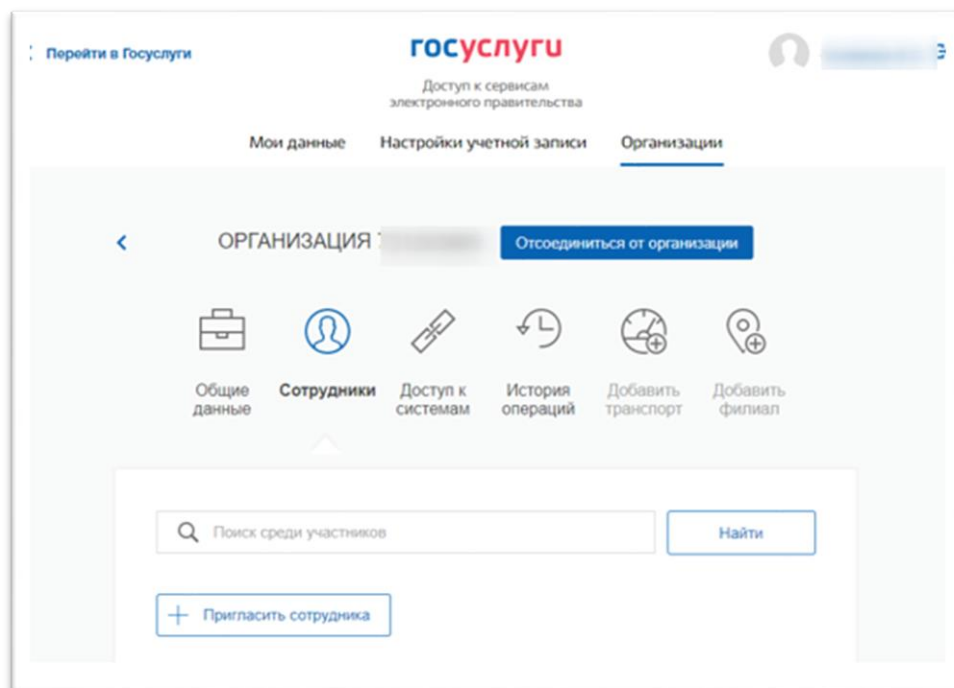 Перейти в Госуслуги
госуслуги
Доступ к сервисам
электронного правительства
Мои данные Настройки учетной записи Организации
ОРГАНИЗАЦИЯ
Отсоединиться от организации
Общие данные
Сотрудники
Доступ к системам
История операций
Добавить транспорт
Добавить филиал
Поиск среди участников
Найти
Пригласить сотрудника